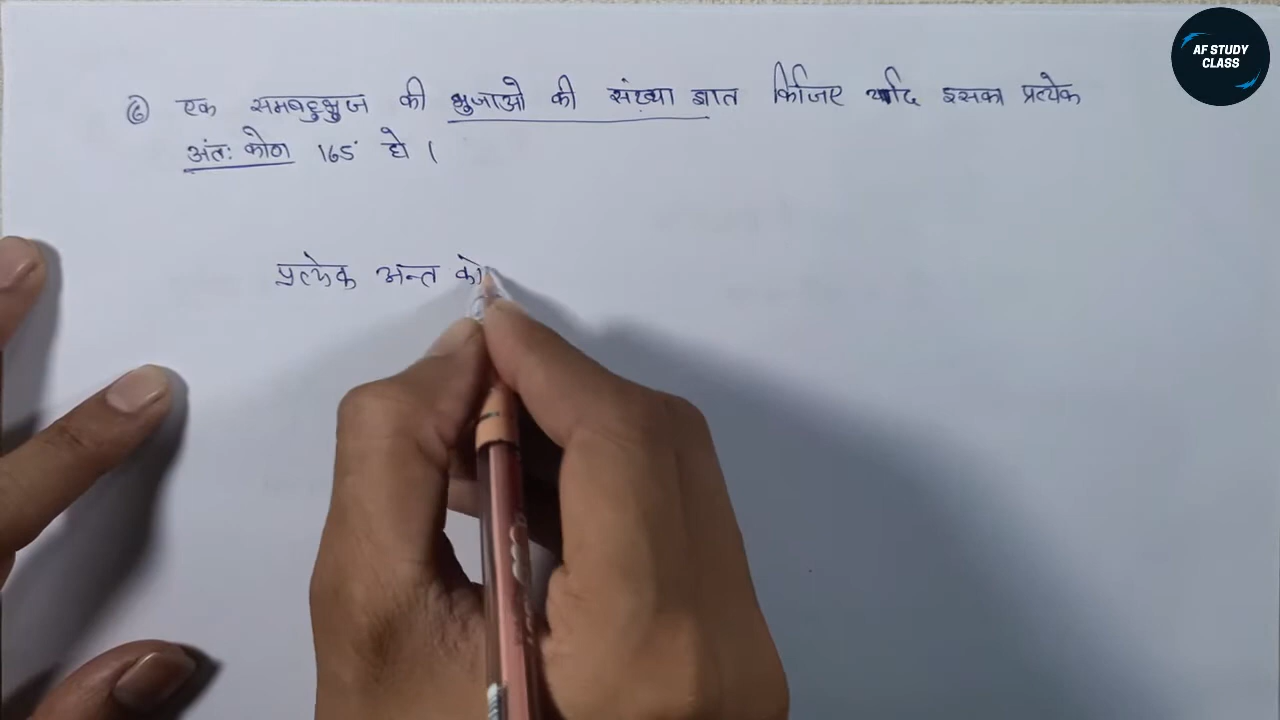 AF STUDY
CLASS
⑥ एक समबहुभुज की भुजाओ की संख्या ज्ञात किजिए यदि इसका प्रत्येक
अंतः कोण 165° हो ।
प्रत्येक अन्त को